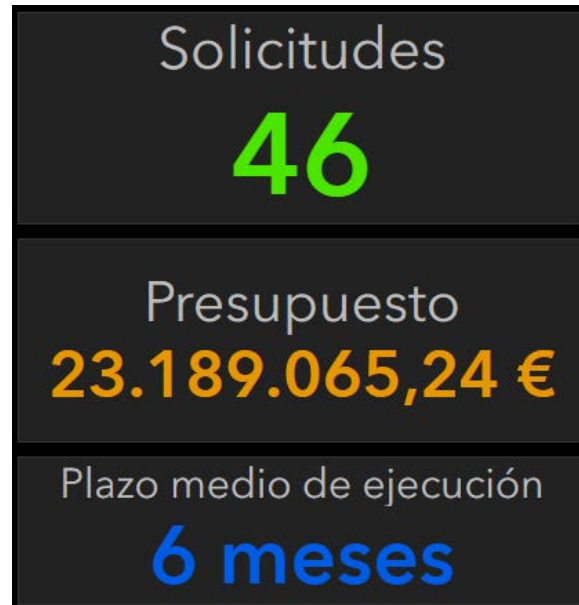 Solicitudes
46
Presupuesto
23.189.065,24 €
Plazo medio de ejecución
6 meses